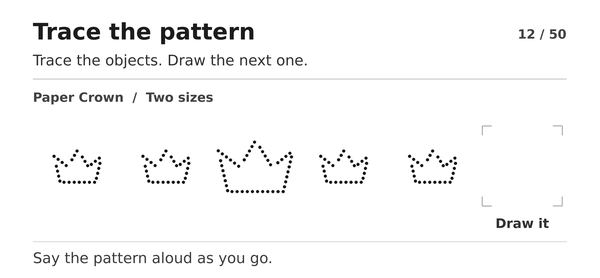 Trace the pattern
12 / 50
Trace the objects. Draw the next one.
Paper Crown / Two sizes
Draw it
Say the pattern aloud as you go.